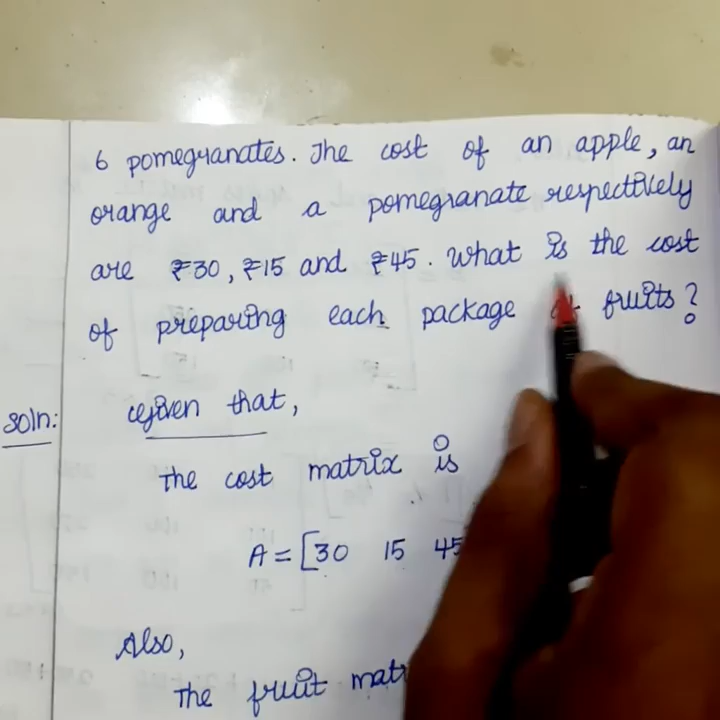 6 pomegranates. The cost of an apple, an
orange and a pomegranate respectively
are ₹30, ₹15 and ₹45. What is the cost
of preparing each package fruits?
Soln: Given that,
The cost matrix is
A = [30 15 45
Also,
The fruit